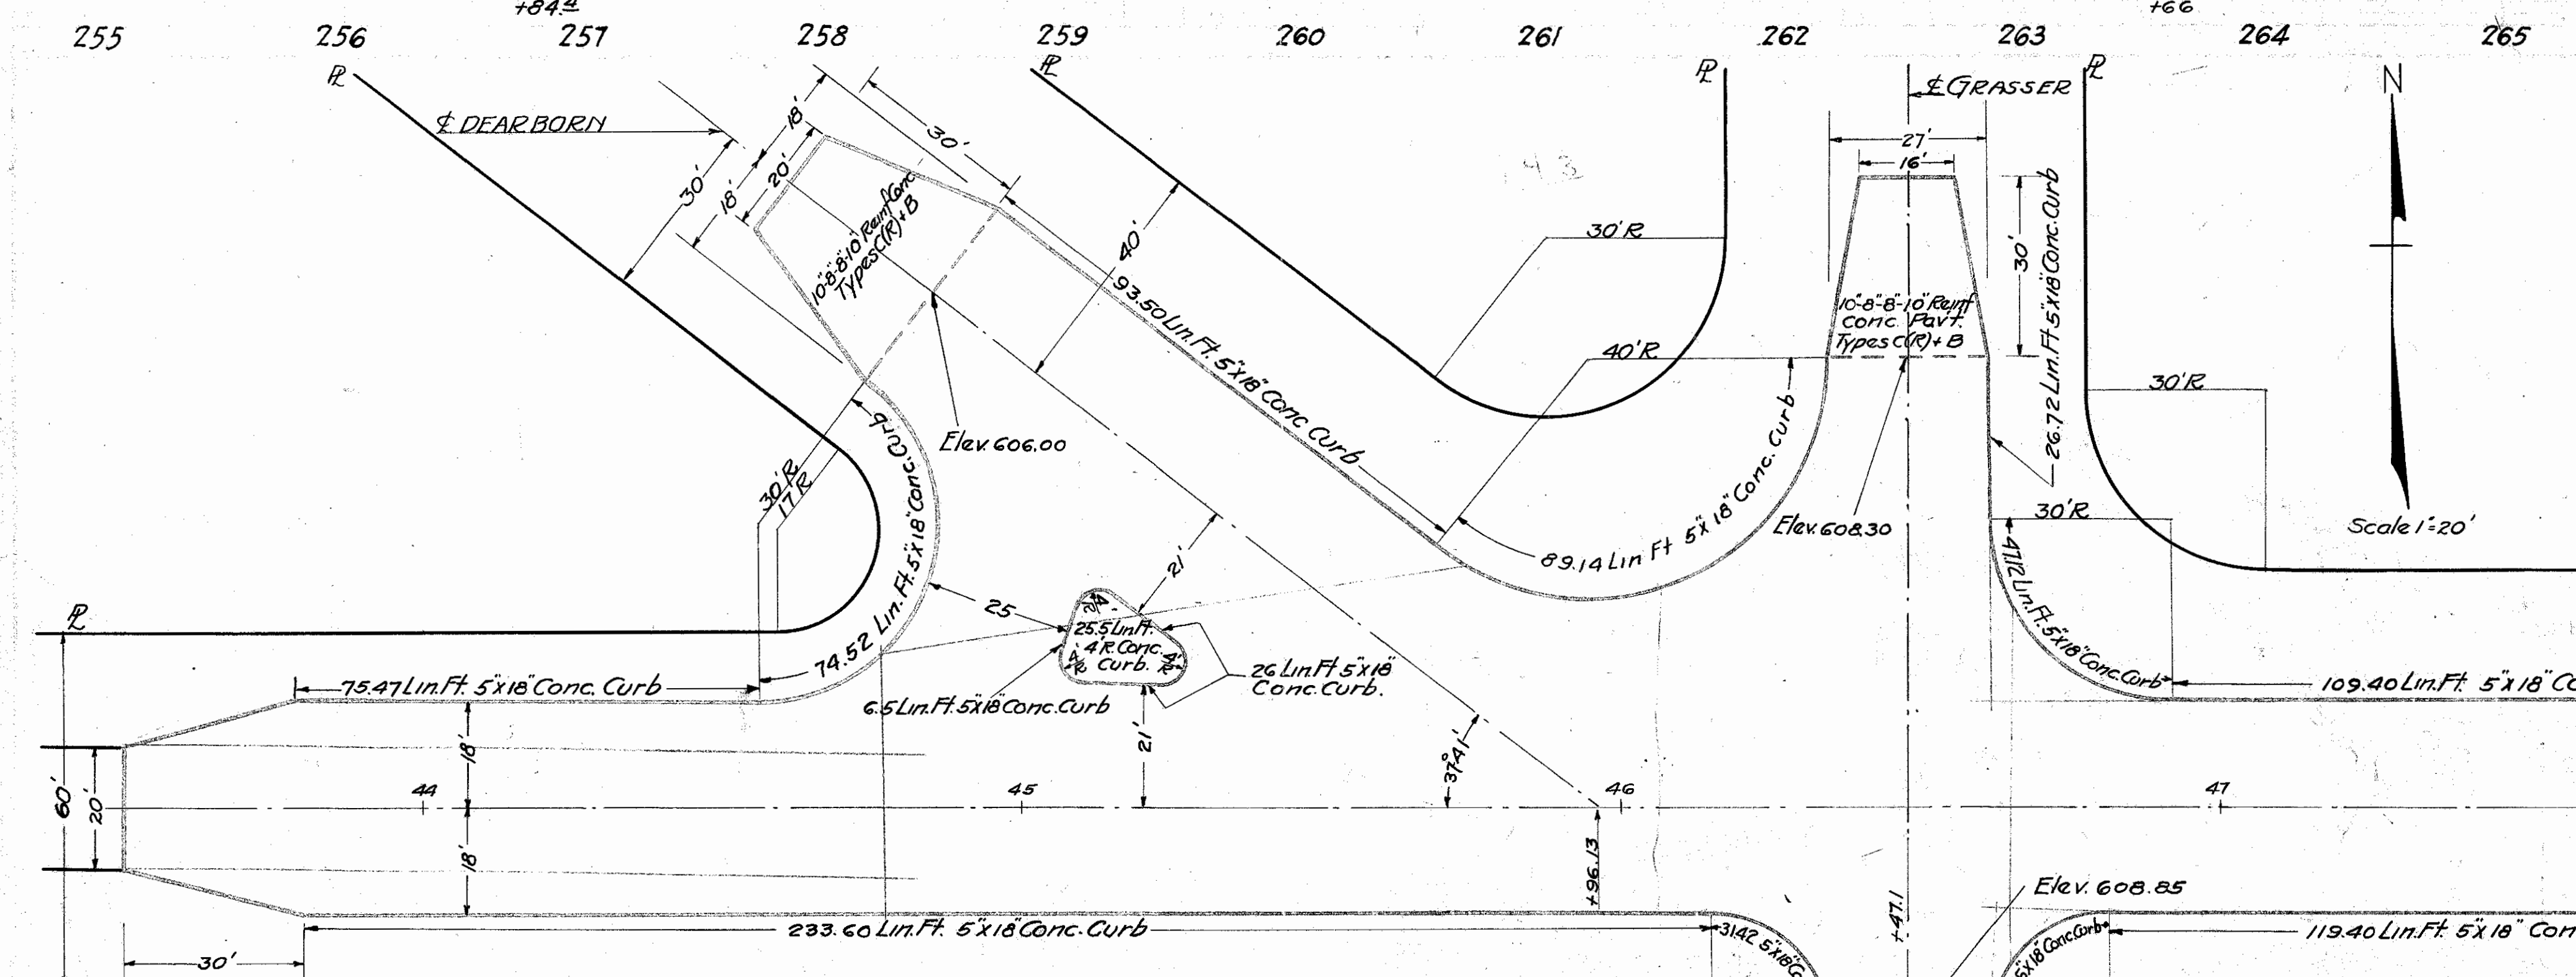 +84.4
+66
255 256 257 258 259 260 261 262 263 264 265
℄ DEARBORN
18'
30'
30'
18'
20'
10"-8"-8"-10" Reinf Conc.
Types C(R)+B
℄ GRASSER
27'
16'
30'
26.72 Lin.Ft. 5"x18" Conc. Curb
N
40'
30'R
93.50 Lin. Ft. 5"x18" Conc Curb
40'R
10"-8"-8"-10" Reinf
Conc. Pav't.
Types C(R)+B
30'R
Elev. 606.00
30'R
17'R
89.14 Lin Ft 5"x18" Conc. Curb
Elev. 608.30
30'R
Scale 1"=20'
47.12 Lin.Ft. 5"x18" Conc. Curb
74.52 Lin. Ft. 5"x18" Conc. Curb
25
21'
4'R
25.5 Lin.Ft.
4'R Conc.
Curb.
4'R
4'R
26 Lin.Ft 5"x18"
Conc. Curb.
6.5 Lin.Ft. 5"x18" Conc. Curb
75.47 Lin.Ft. 5"x18" Conc. Curb
109.40 Lin.Ft. 5"x18" Co
60'
20'
18'
18'
21'
37°41'
44 45 46 47
+96.13
+47.1
Elev. 608.85
233.60 Lin.Ft. 5"x18" Conc. Curb
31.42 5"x18" Co
5"x18" Conc. Curb
119.40 Lin.Ft. 5"x18" Con
30'